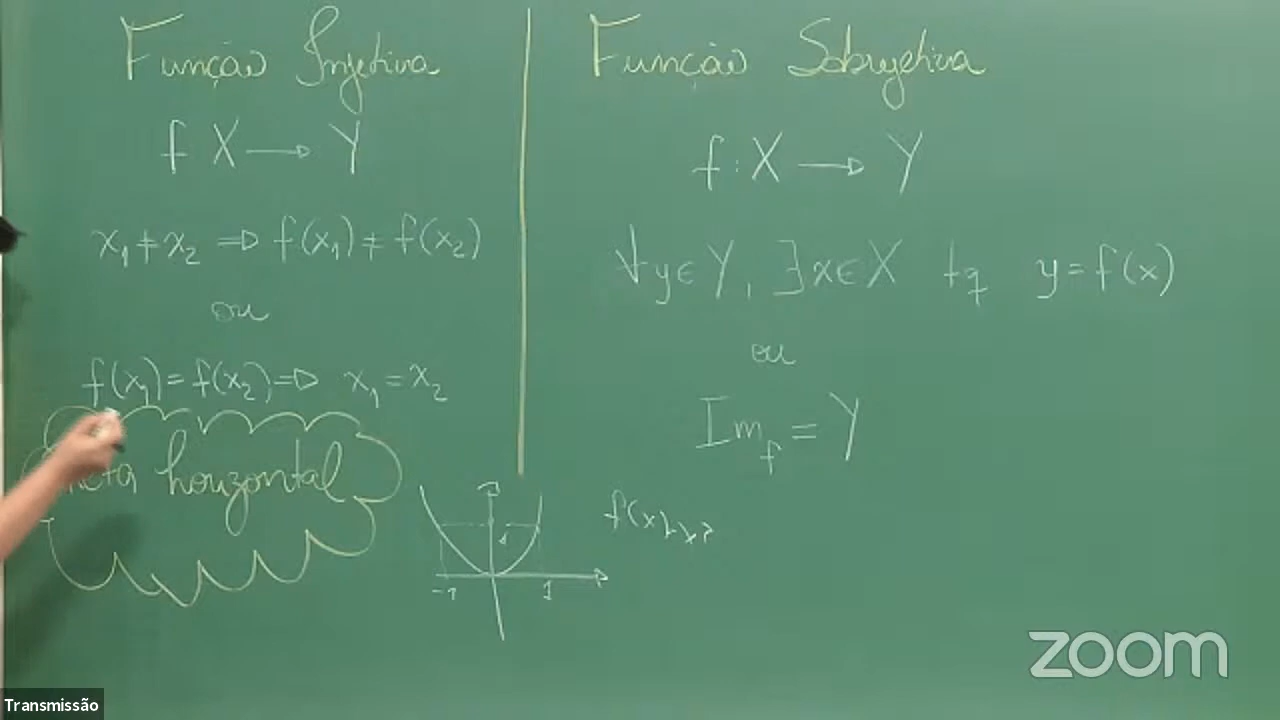 Função Injetiva
f X → Y
x₁ ≠ x₂ ⇒ f(x₁) ≠ f(x₂)
ou
f(x₁) = f(x₂) ⇒ x₁ = x₂
reta horizontal
Função Sobrejetiva
f : X → Y
∀ y ∈ Y, ∃ x ∈ X tq y = f(x)
ou
Im_f = Y
f(x)=x²
1
-1 1
zoom
Transmissão